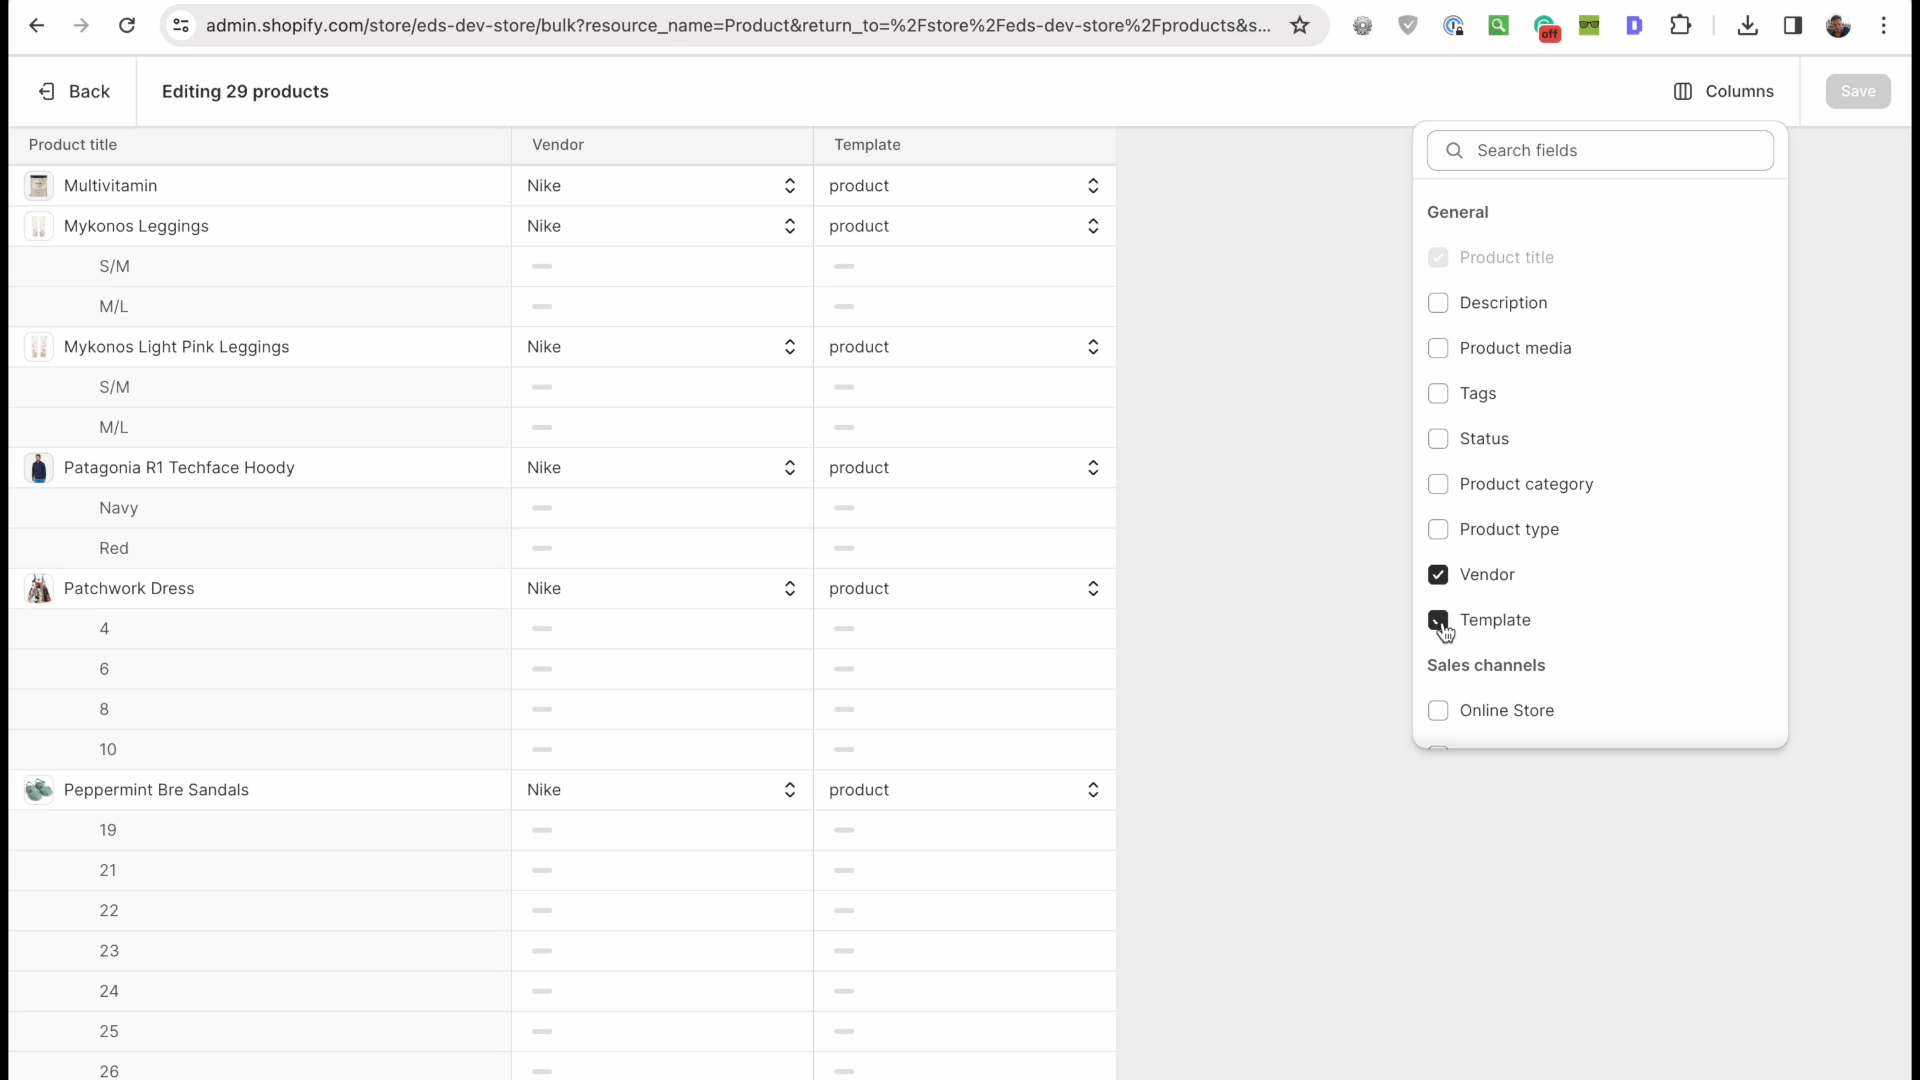 admin.shopify.com/store/eds-dev-store/bulk?resource_name=Product&return_to=%2Fstore%2Feds-dev-store%2Fproducts&s...
off
Back
Editing 29 products
Columns
Save
Product title
Vendor
Template
Multivitamin
Nike
product
Mykonos Leggings
Nike
product
S/M
M/L
Mykonos Light Pink Leggings
Nike
product
S/M
M/L
Patagonia R1 Techface Hoody
Nike
product
Navy
Red
Patchwork Dress
Nike
product
4
6
8
10
Peppermint Bre Sandals
Nike
product
19
21
22
23
24
25
26
Search fields
General
Product title
Description
Product media
Tags
Status
Product category
Product type
Vendor
Template
Sales channels
Online Store